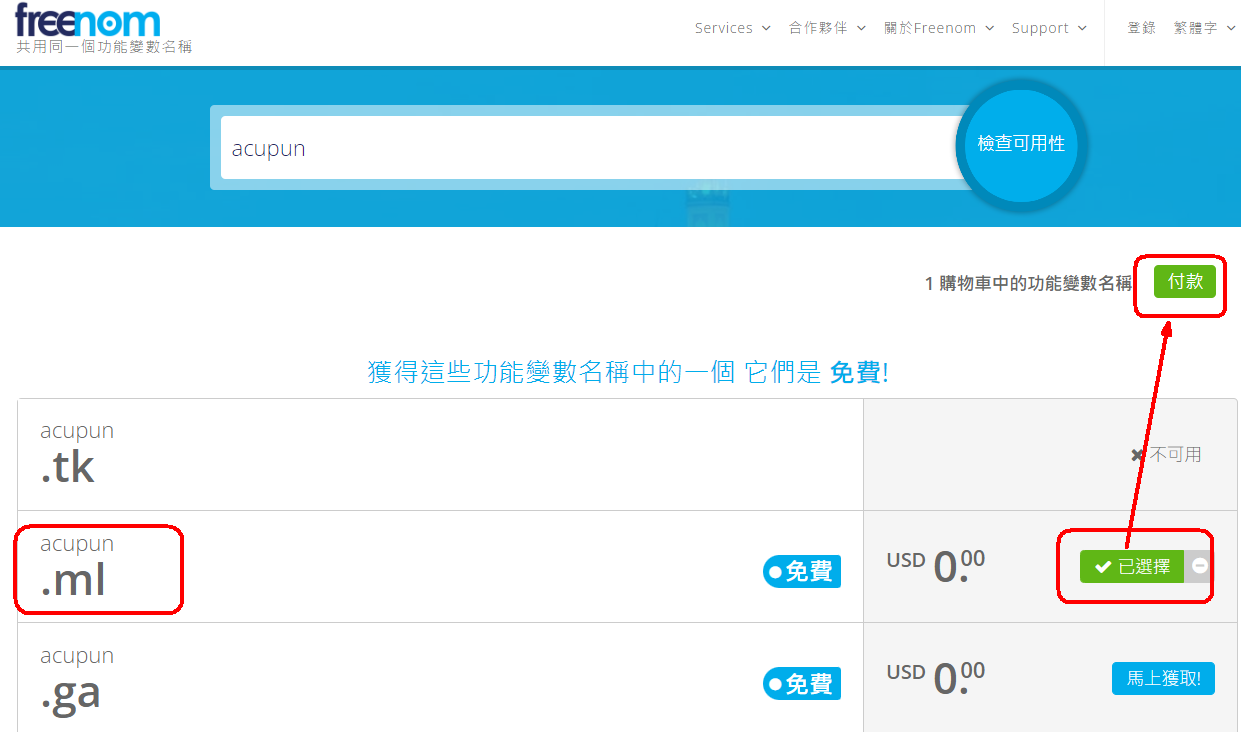 freenom
共用同一個功能變數名稱
Services 合作夥伴 關於Freenom Support 登錄 繁體字
acupun
檢查可用性
1 購物車中的功能變數名稱 付款
獲得這些功能變數名稱中的一個 它們是 免費!
acupun
.tk
不可用
acupun
.ml
免費
USD 0.00
已選擇
acupun
.ga
免費
USD 0.00
馬上獲取!